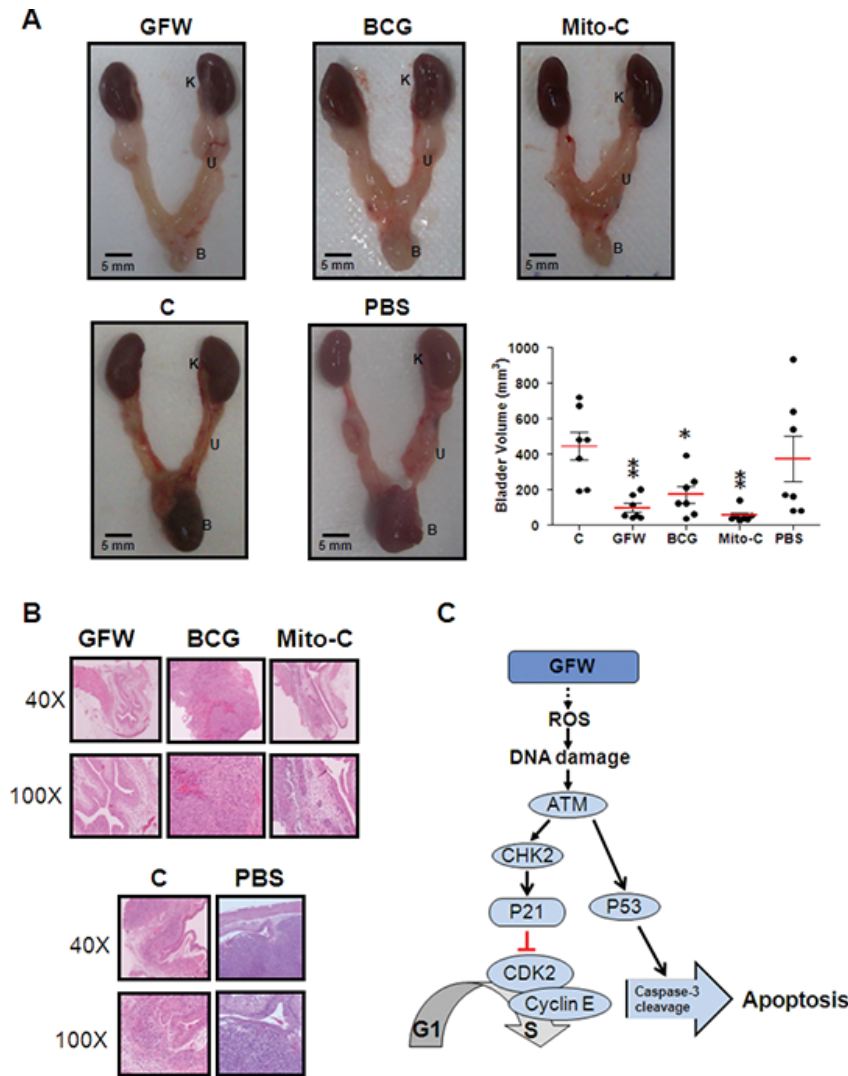 A
GFW
BCG
Mito-C
K
U
B
5 mm
K
U
B
5 mm
K
U
B
5 mm
C
PBS
K
U
B
5 mm
K
U
B
5 mm
Bladder Volume (mm³)
1000
800
600
400
200
0
**
*
**
C GFW BCG Mito-C PBS
B
GFW BCG Mito-C
40X
100X
C PBS
40X
100X
C
GFW
ROS
DNA damage
ATM
CHK2
P21
P53
CDK2
Cyclin E
G1
S
Caspase-3
cleavage
Apoptosis